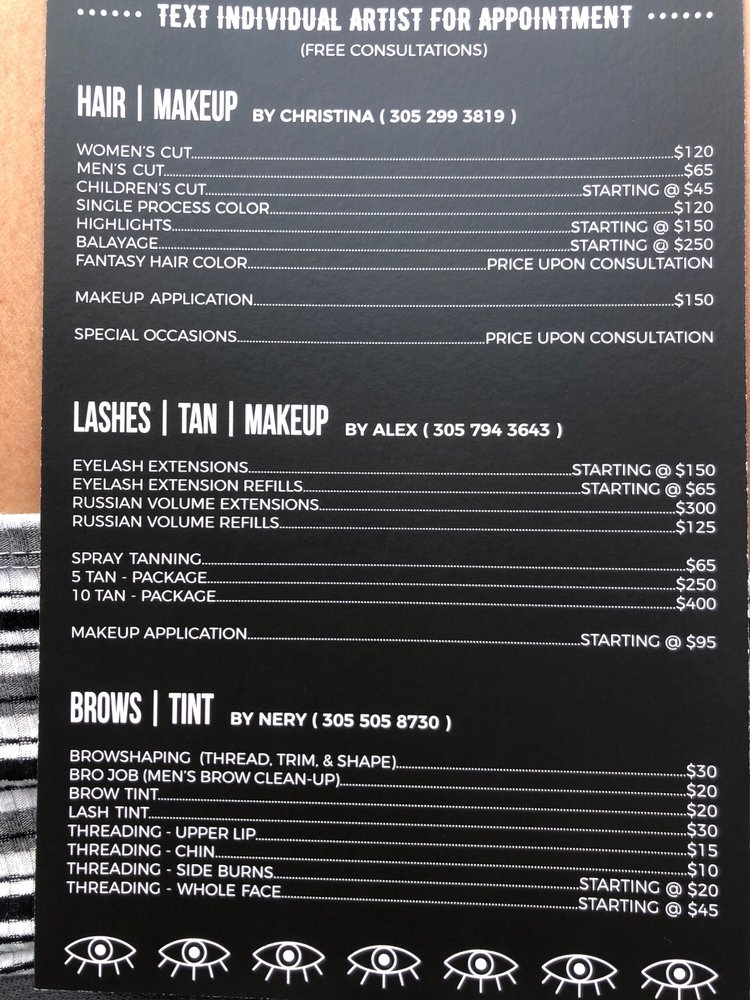 TEXT INDIVIDUAL ARTIST FOR APPOINTMENT
(FREE CONSULTATIONS)
HAIR | MAKEUP BY CHRISTINA ( 305 299 3819 )
WOMEN'S CUT $120
MEN'S CUT $65
CHILDREN'S CUT STARTING @ $45
SINGLE PROCESS COLOR $120
HIGHLIGHTS STARTING @ $150
BALAYAGE STARTING @ $250
FANTASY HAIR COLOR PRICE UPON CONSULTATION
MAKEUP APPLICATION $150
SPECIAL OCCASIONS PRICE UPON CONSULTATION
LASHES | TAN | MAKEUP BY ALEX ( 305 794 3643 )
EYELASH EXTENSIONS STARTING @ $150
EYELASH EXTENSION REFILLS STARTING @ $65
RUSSIAN VOLUME EXTENSIONS $300
RUSSIAN VOLUME REFILLS $125
SPRAY TANNING $65
5 TAN - PACKAGE $250
10 TAN - PACKAGE $400
MAKEUP APPLICATION STARTING @ $95
BROWS | TINT BY NERY ( 305 505 8730 )
BROWSHAPING (THREAD, TRIM, & SHAPE) $30
BRO JOB (MEN'S BROW CLEAN-UP) $20
BROW TINT $20
LASH TINT $30
THREADING - UPPER LIP $15
THREADING - CHIN $10
THREADING - SIDE BURNS STARTING @ $20
THREADING - WHOLE FACE STARTING @ $45